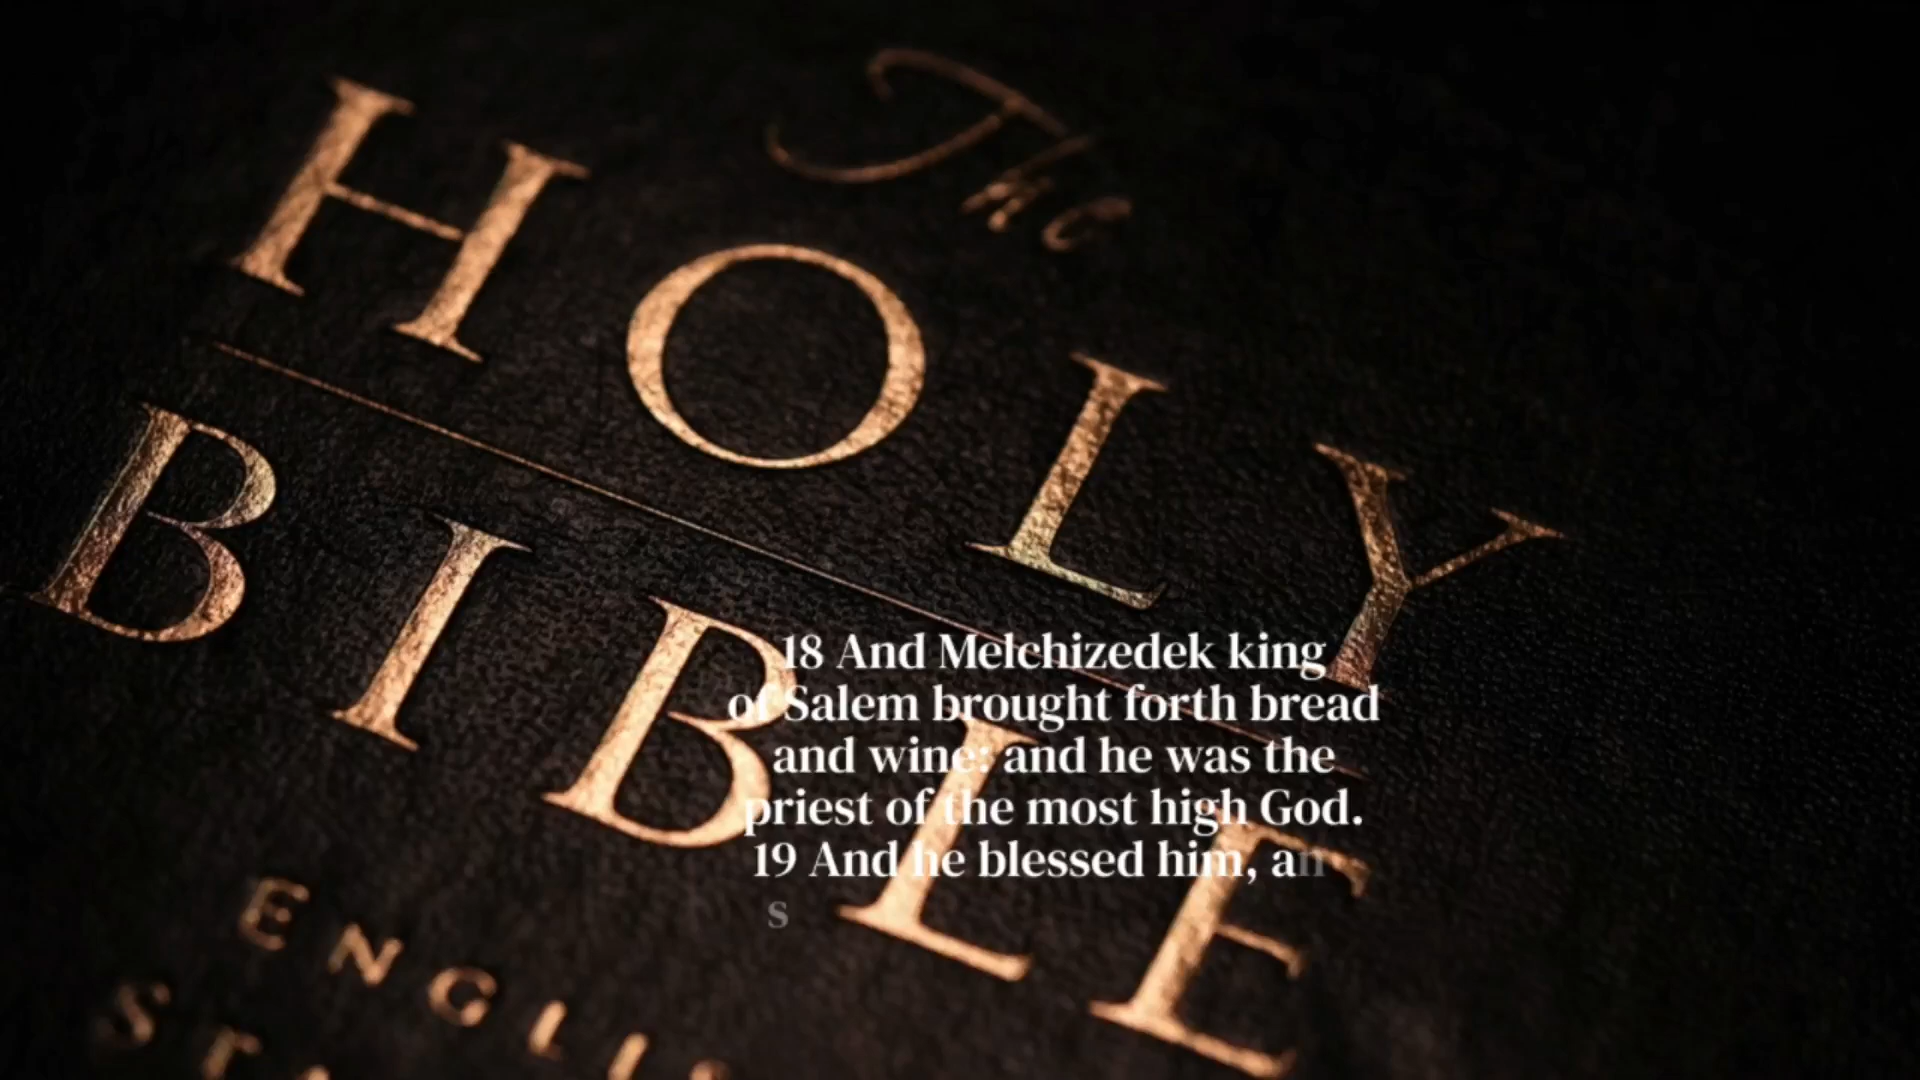 The
HOLY
BIBLE
18 And Melchizedek king
of Salem brought forth bread
and wine: and he was the
priest of the most high God.
19 And he blessed him, an
s